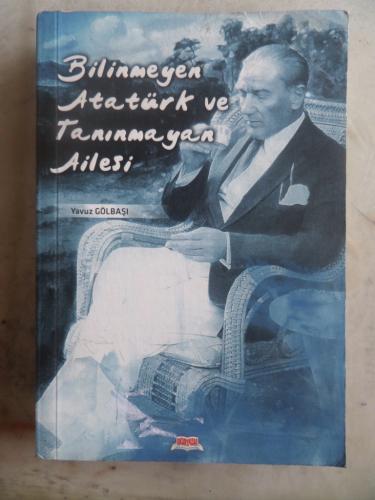 Bilinmeyen
Atatürk ve
Tanınmayan
Ailesi
Yavuz GÖLBAŞI